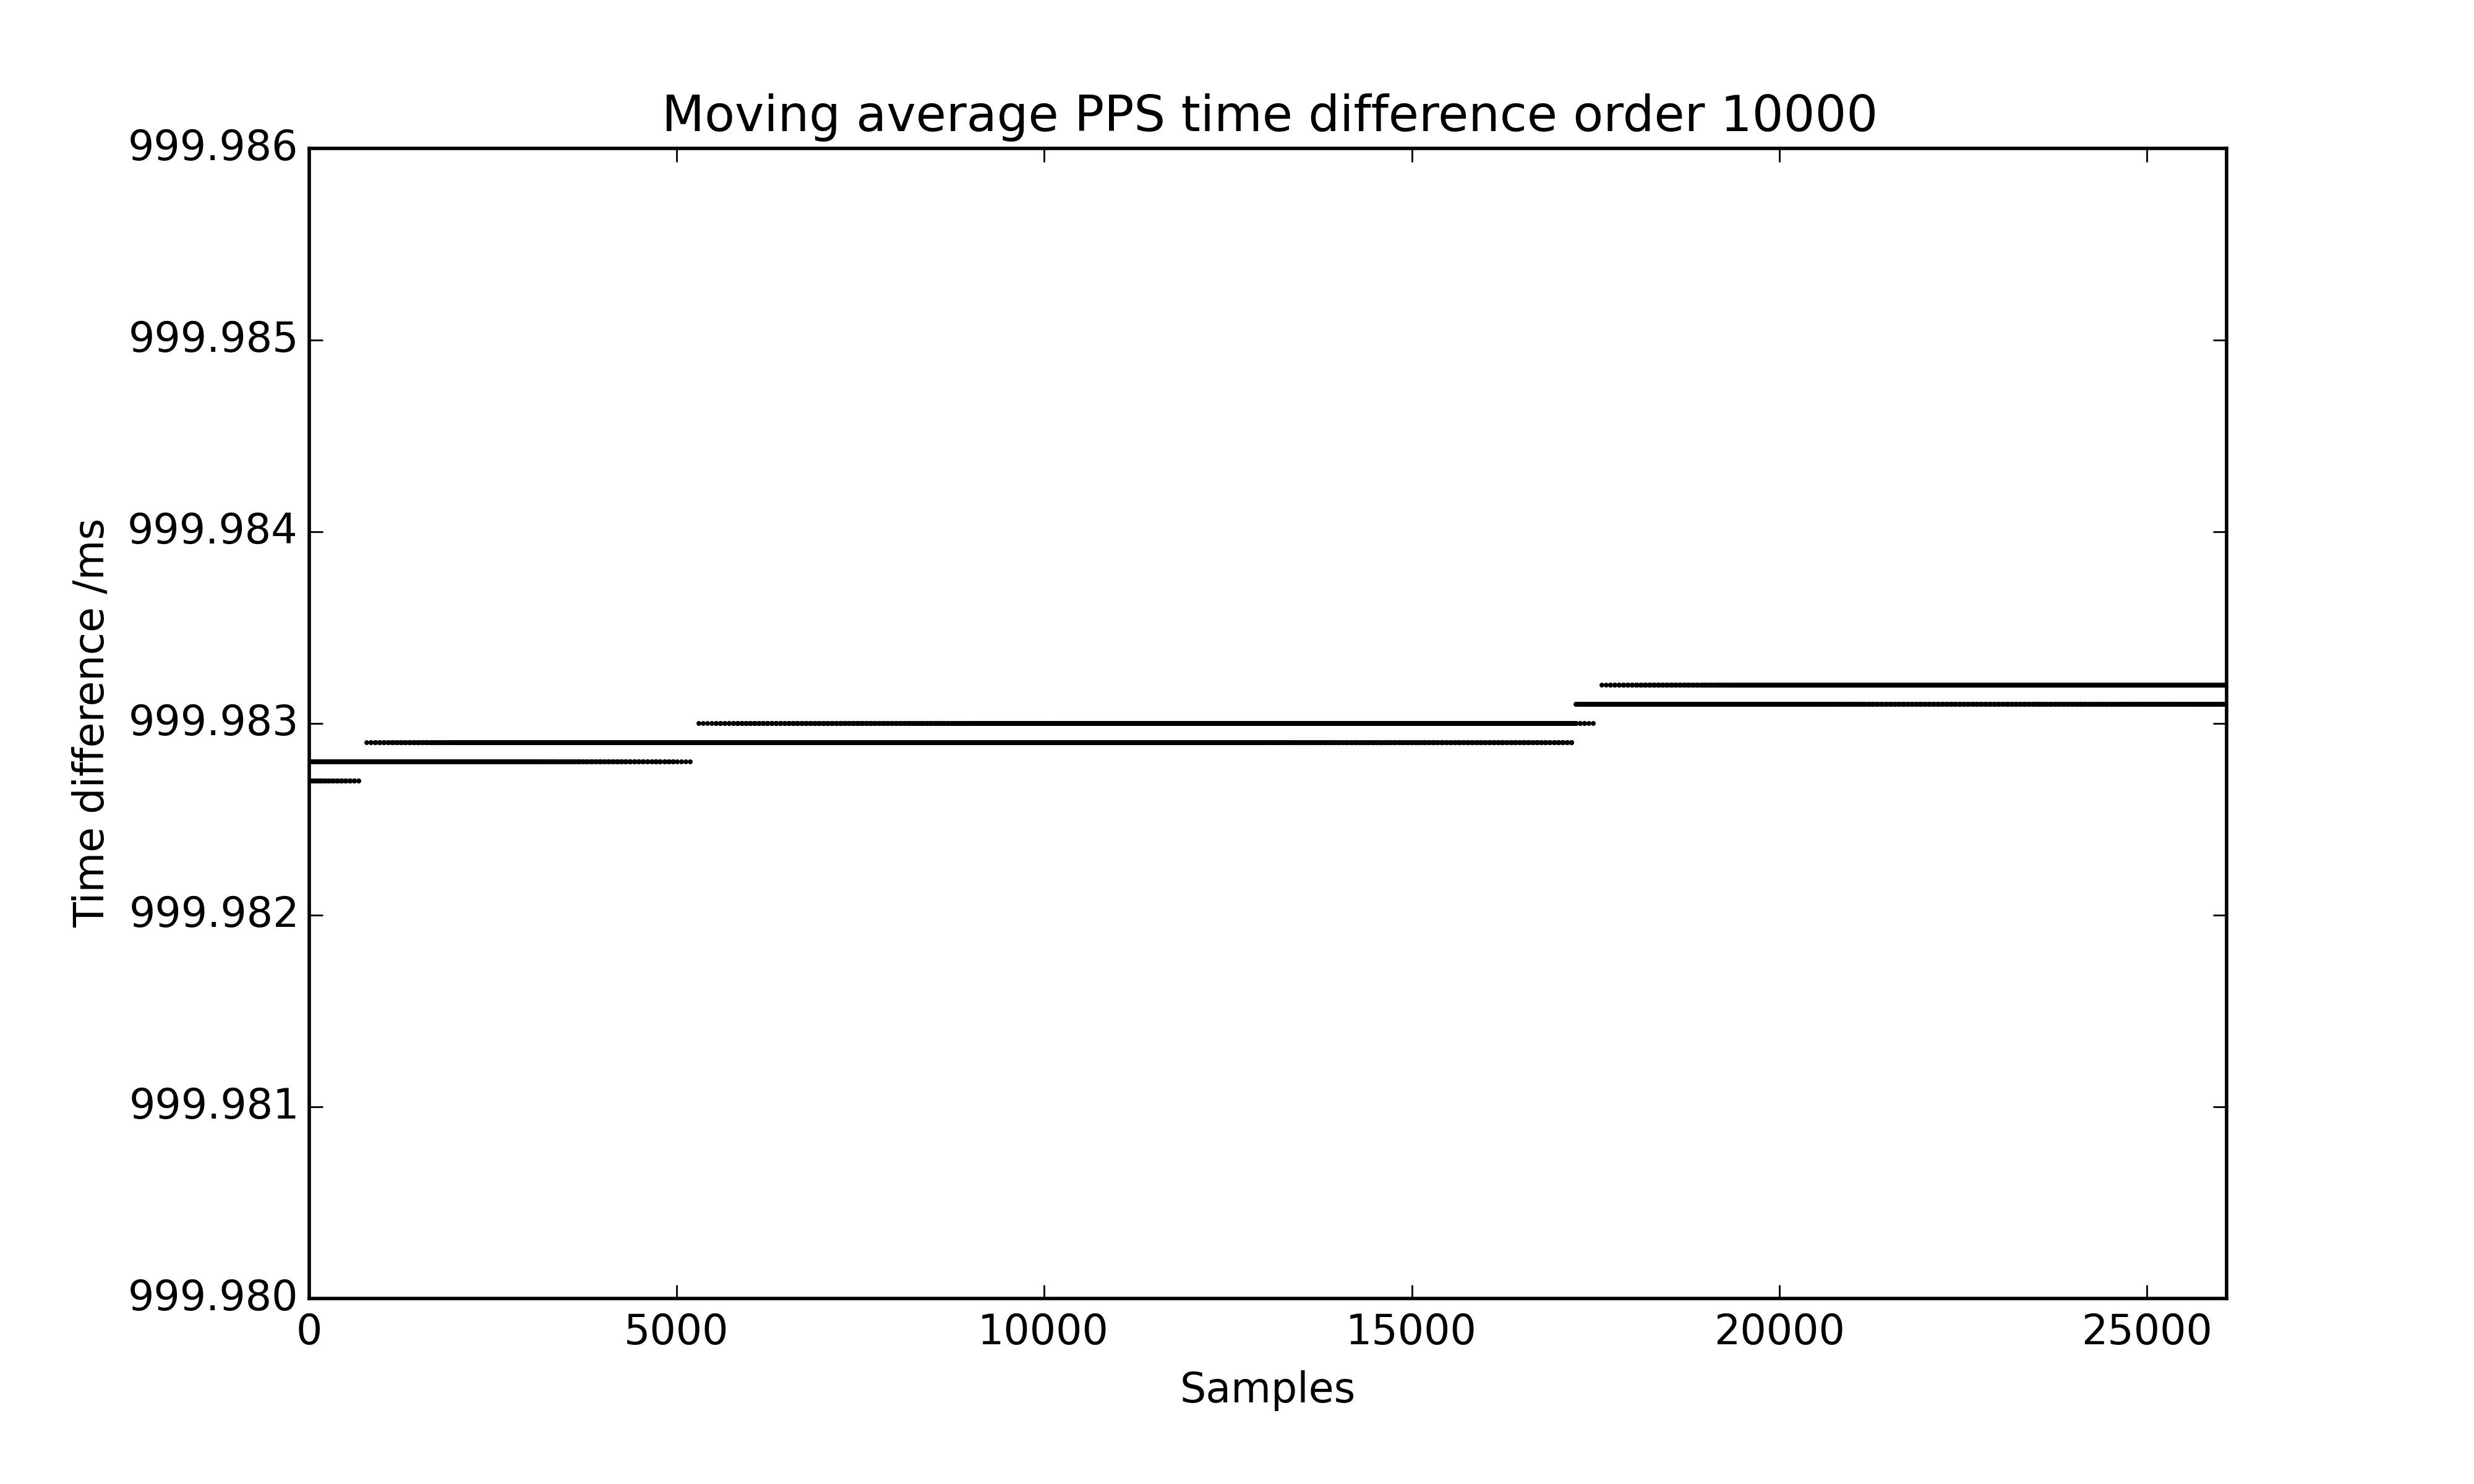 Moving average PPS time difference order 10000
999.986
999.985
999.984
999.983
999.982
999.981
999.980
Time difference /ms
0 5000 10000 15000 20000 25000
Samples